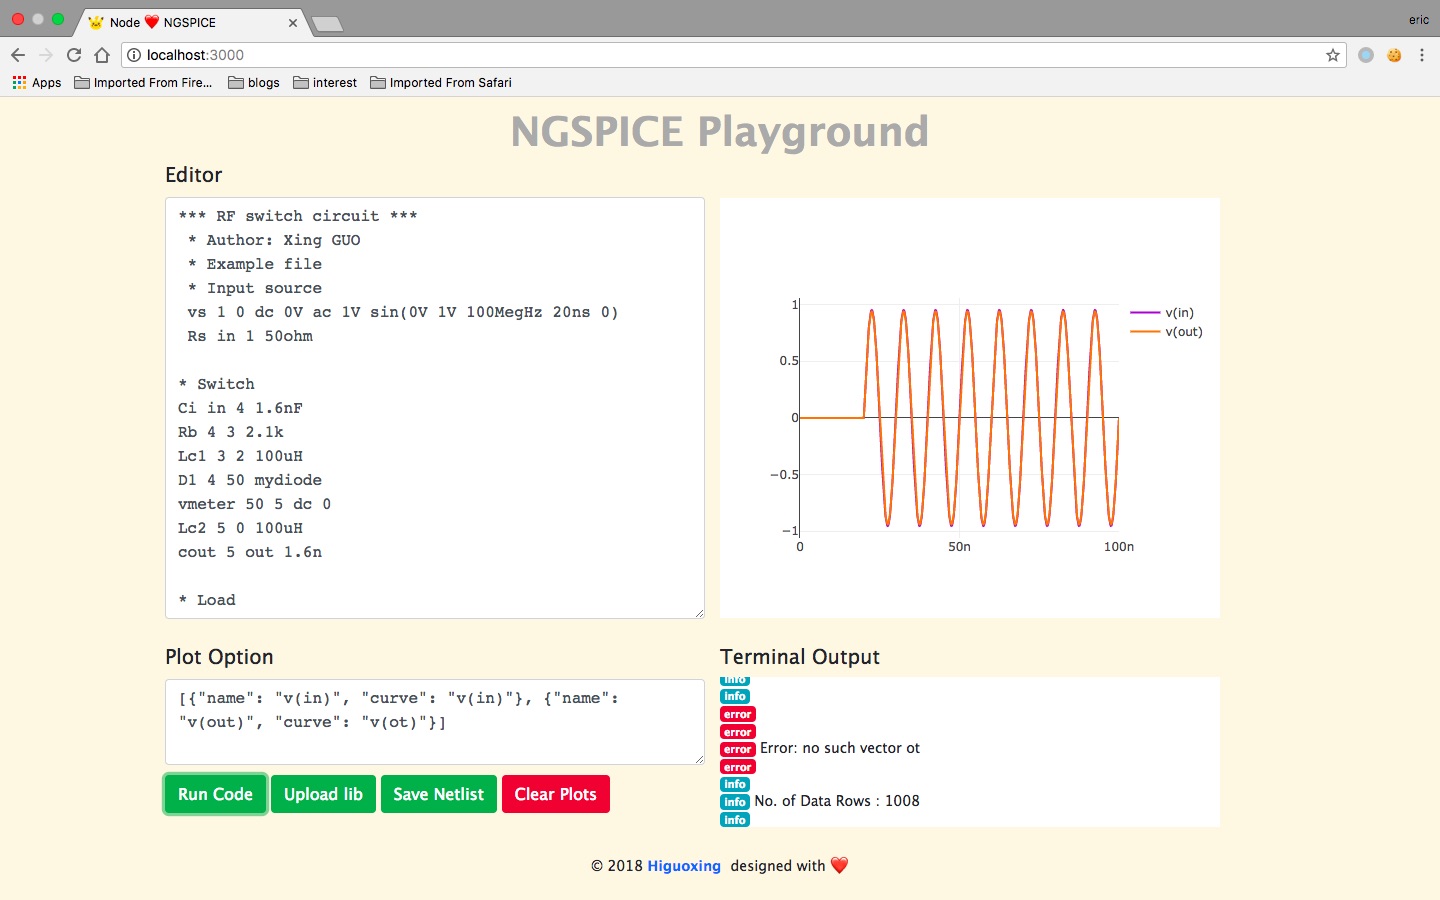 Node ❤️ NGSPICE
eric
localhost:3000
Apps
Imported From Fire...
blogs
interest
Imported From Safari
NGSPICE Playground
Editor
*** RF switch circuit ***
* Author: Xing GUO
* Example file
* Input source
vs 1 0 dc 0V ac 1V sin(0V 1V 100MegHz 20ns 0)
Rs in 1 50ohm
* Switch
Ci in 4 1.6nF
Rb 4 3 2.1k
Lc1 3 2 100uH
D1 4 50 mydiode
vmeter 50 5 dc 0
Lc2 5 0 100uH
cout 5 out 1.6n
* Load
1
0.5
0
−0.5
−1
0
50n
100n
v(in)
v(out)
Plot Option
[{"name": "v(in)", "curve": "v(in)"}, {"name":
"v(out)", "curve": "v(ot)"}]
Run Code
Upload lib
Save Netlist
Clear Plots
Terminal Output
info
info
error
error
error Error: no such vector ot
error
info
info No. of Data Rows : 1008
info
© 2018 Higuoxing designed with ❤️